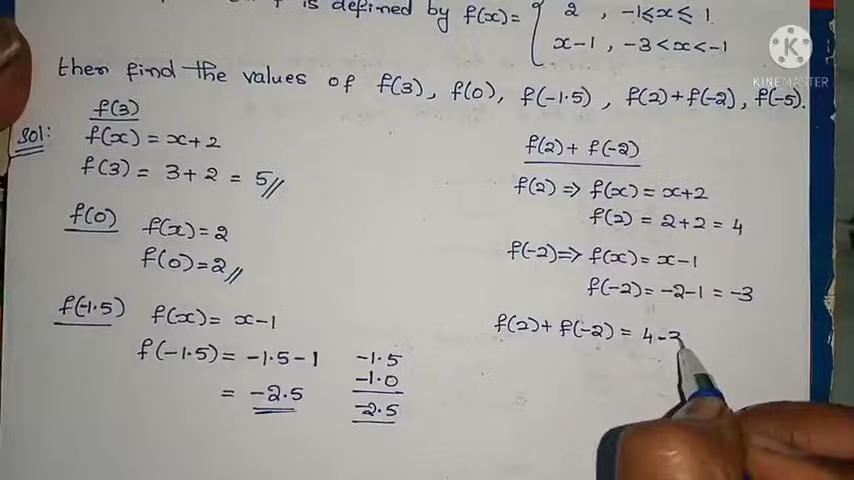 is defined by f(x)= { 2 , -1≤x≤1
x-1 , -3<x<-1
then find the values of f(3), f(0), f(-1.5), f(2)+f(-2), f(-5).
KINEMASTER
Sol:
f(3)
f(x) = x+2
f(3) = 3+2 = 5//
f(0) f(x)=2
f(0)=2//
f(-1.5) f(x)= x-1
f(-1.5) = -1.5-1
= -2.5
-1.5
-1.0
-2.5
f(2)+ f(-2)
f(2) => f(x) = x+2
f(2) = 2+2 = 4
f(-2)=> f(x) = x-1
f(-2)= -2-1 = -3
f(2)+ f(-2) = 4-3